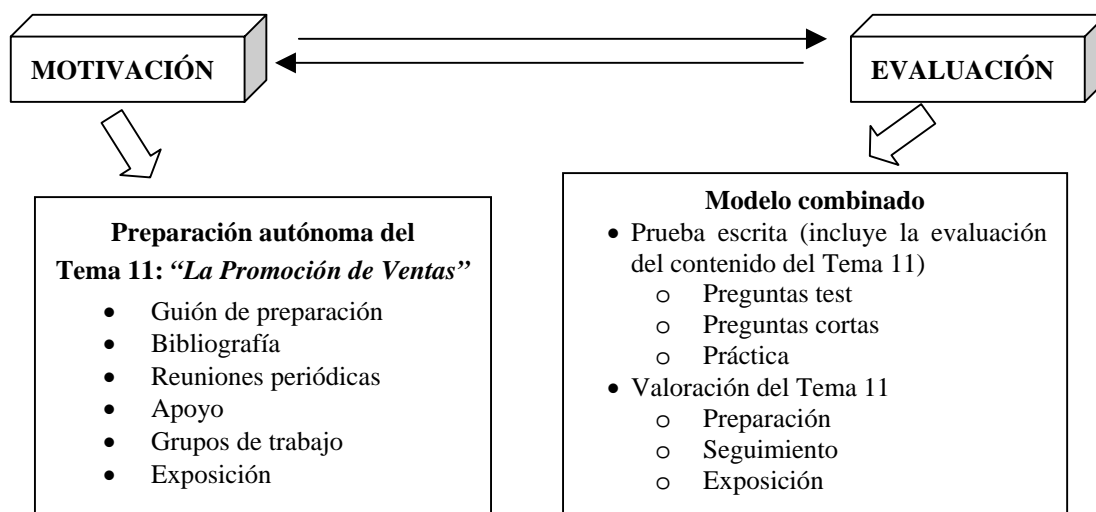 MOTIVACIÓN
EVALUACIÓN
Preparación autónoma del
Tema 11: “La Promoción de Ventas”
• Guión de preparación
• Bibliografía
• Reuniones periódicas
• Apoyo
• Grupos de trabajo
• Exposición
Modelo combinado
• Prueba escrita (incluye la evaluación
del contenido del Tema 11)
o Preguntas test
o Preguntas cortas
o Práctica
• Valoración del Tema 11
o Preparación
o Seguimiento
o Exposición